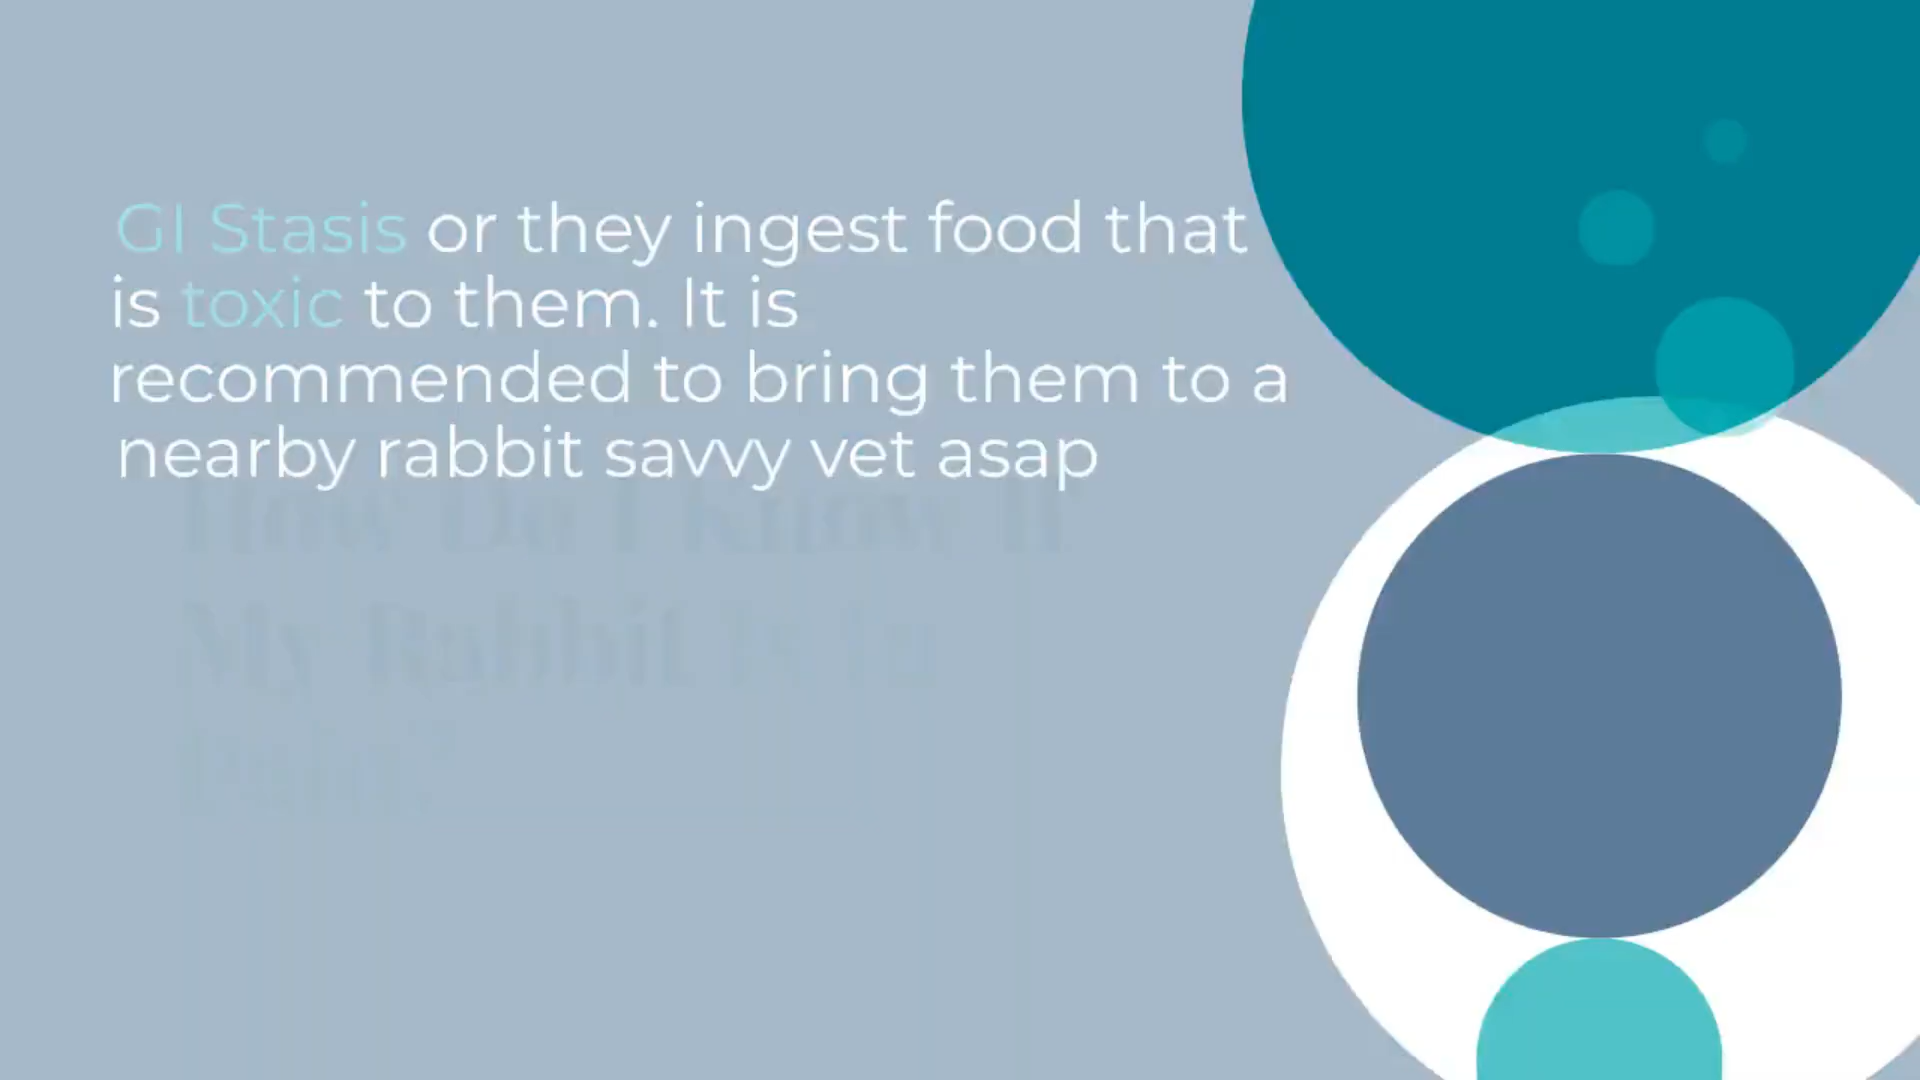 GI Stasis or they ingest food that
is toxic to them. It is
recommended to bring them to a
nearby rabbit savvy vet asap
How Do I Know If
My Rabbit Is In
Pain?